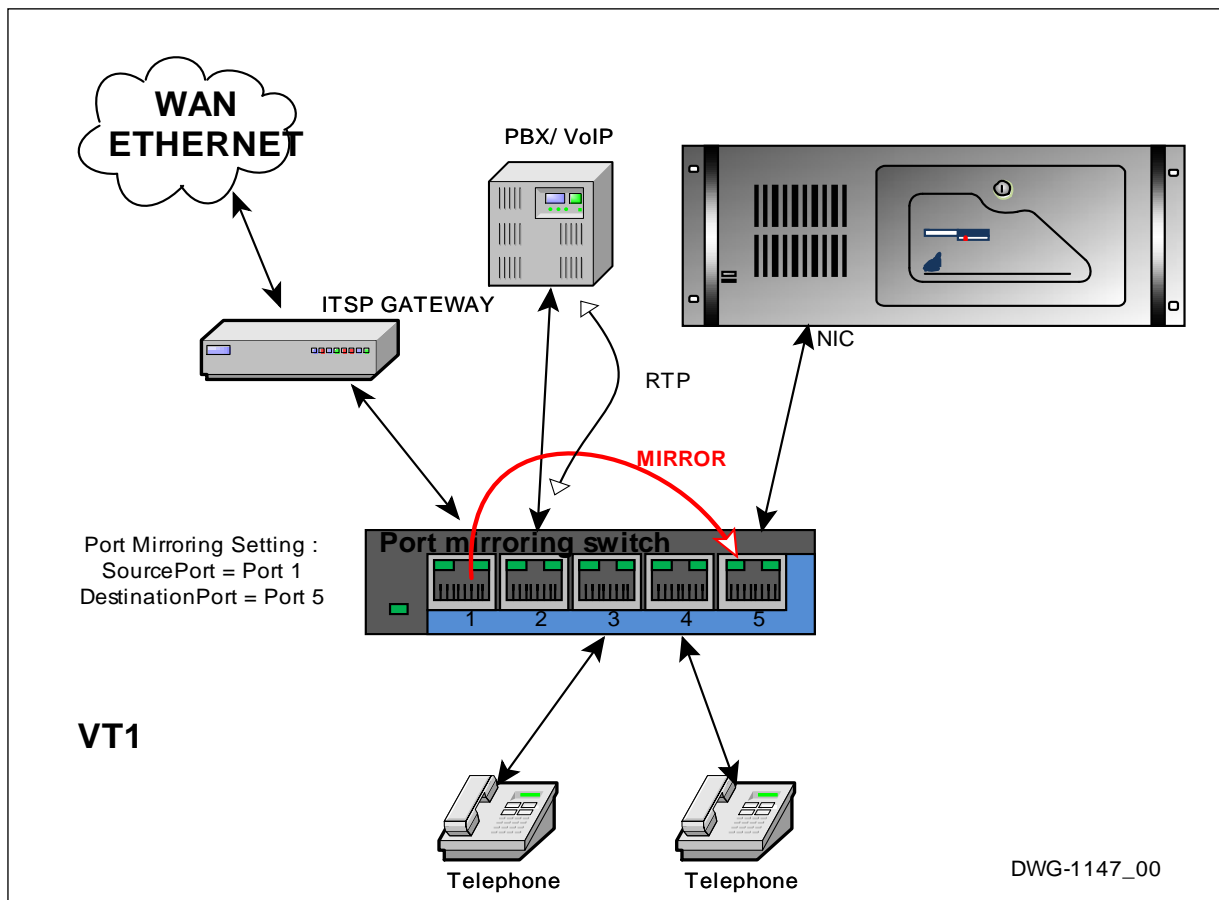 WAN
ETHERNET
PBX/ VoIP
ITSP GATEWAY
NIC
RTP
MIRROR
Port mirroring switch
Port Mirroring Setting :
SourcePort = Port 1
DestinationPort = Port 5
1 2 3 4 5
VT1
Telephone Telephone
DWG-1147_00